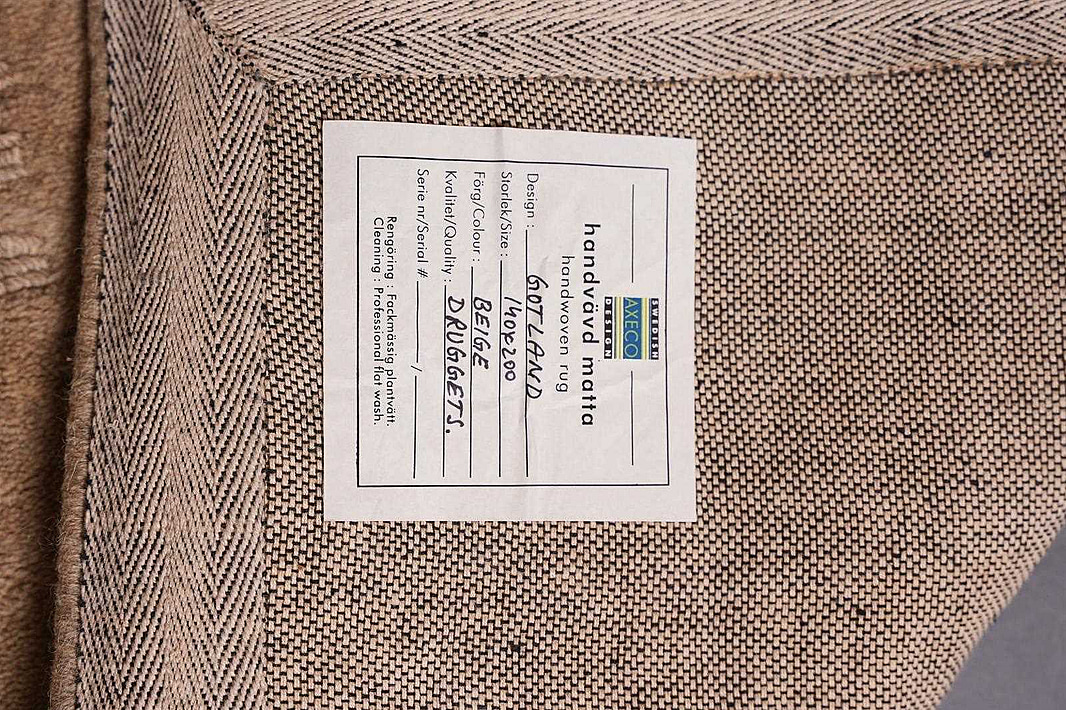 SWEDISH
AXECO
DESIGN
handvävd matta
handwoven rug
Design : GOTLAND
Storlek/Size : 140x200
Förg/Colour : BEIGE
Kvalitet/Quality : DRUGGETS.
Serie nr/Serial # /
Rengöring : Fackmässig plantvätt.
Cleaning : Professional flat wash.